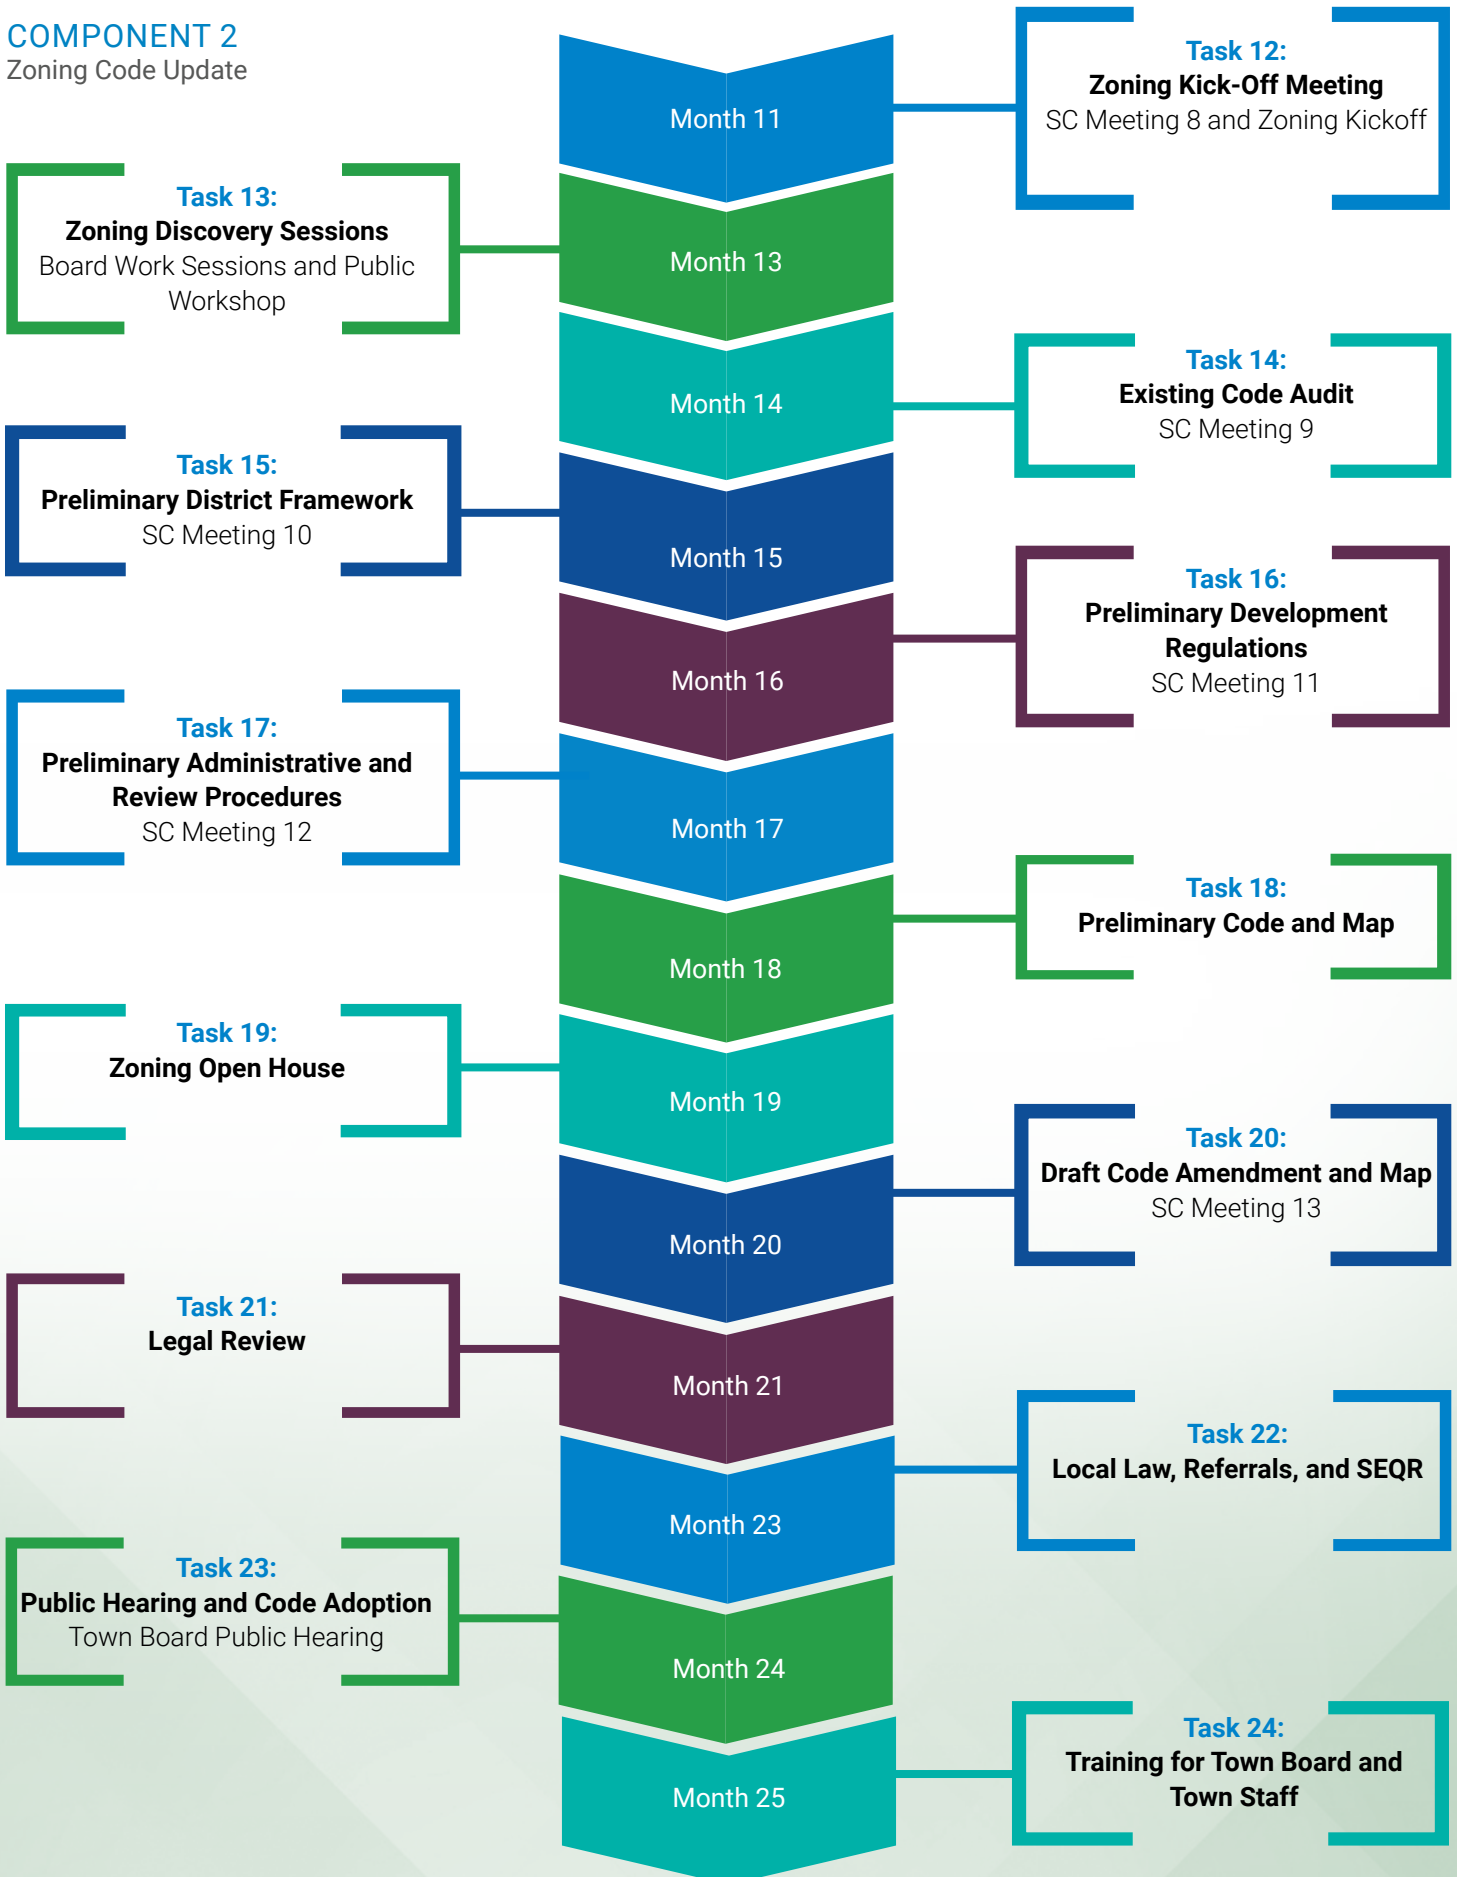 COMPONENT 2
Zoning Code Update
Month 11
Task 12:
Zoning Kick-Off Meeting
SC Meeting 8 and Zoning Kickoff
Task 13:
Zoning Discovery Sessions
Board Work Sessions and Public
Workshop
Month 13
Month 14
Task 14:
Existing Code Audit
SC Meeting 9
Task 15:
Preliminary District Framework
SC Meeting 10
Month 15
Month 16
Task 16:
Preliminary Development
Regulations
SC Meeting 11
Task 17:
Preliminary Administrative and
Review Procedures
SC Meeting 12
Month 17
Month 18
Task 18:
Preliminary Code and Map
Task 19:
Zoning Open House
Month 19
Month 20
Task 20:
Draft Code Amendment and Map
SC Meeting 13
Task 21:
Legal Review
Month 21
Month 23
Task 22:
Local Law, Referrals, and SEQR
Task 23:
Public Hearing and Code Adoption
Town Board Public Hearing
Month 24
Month 25
Task 24:
Training for Town Board and
Town Staff